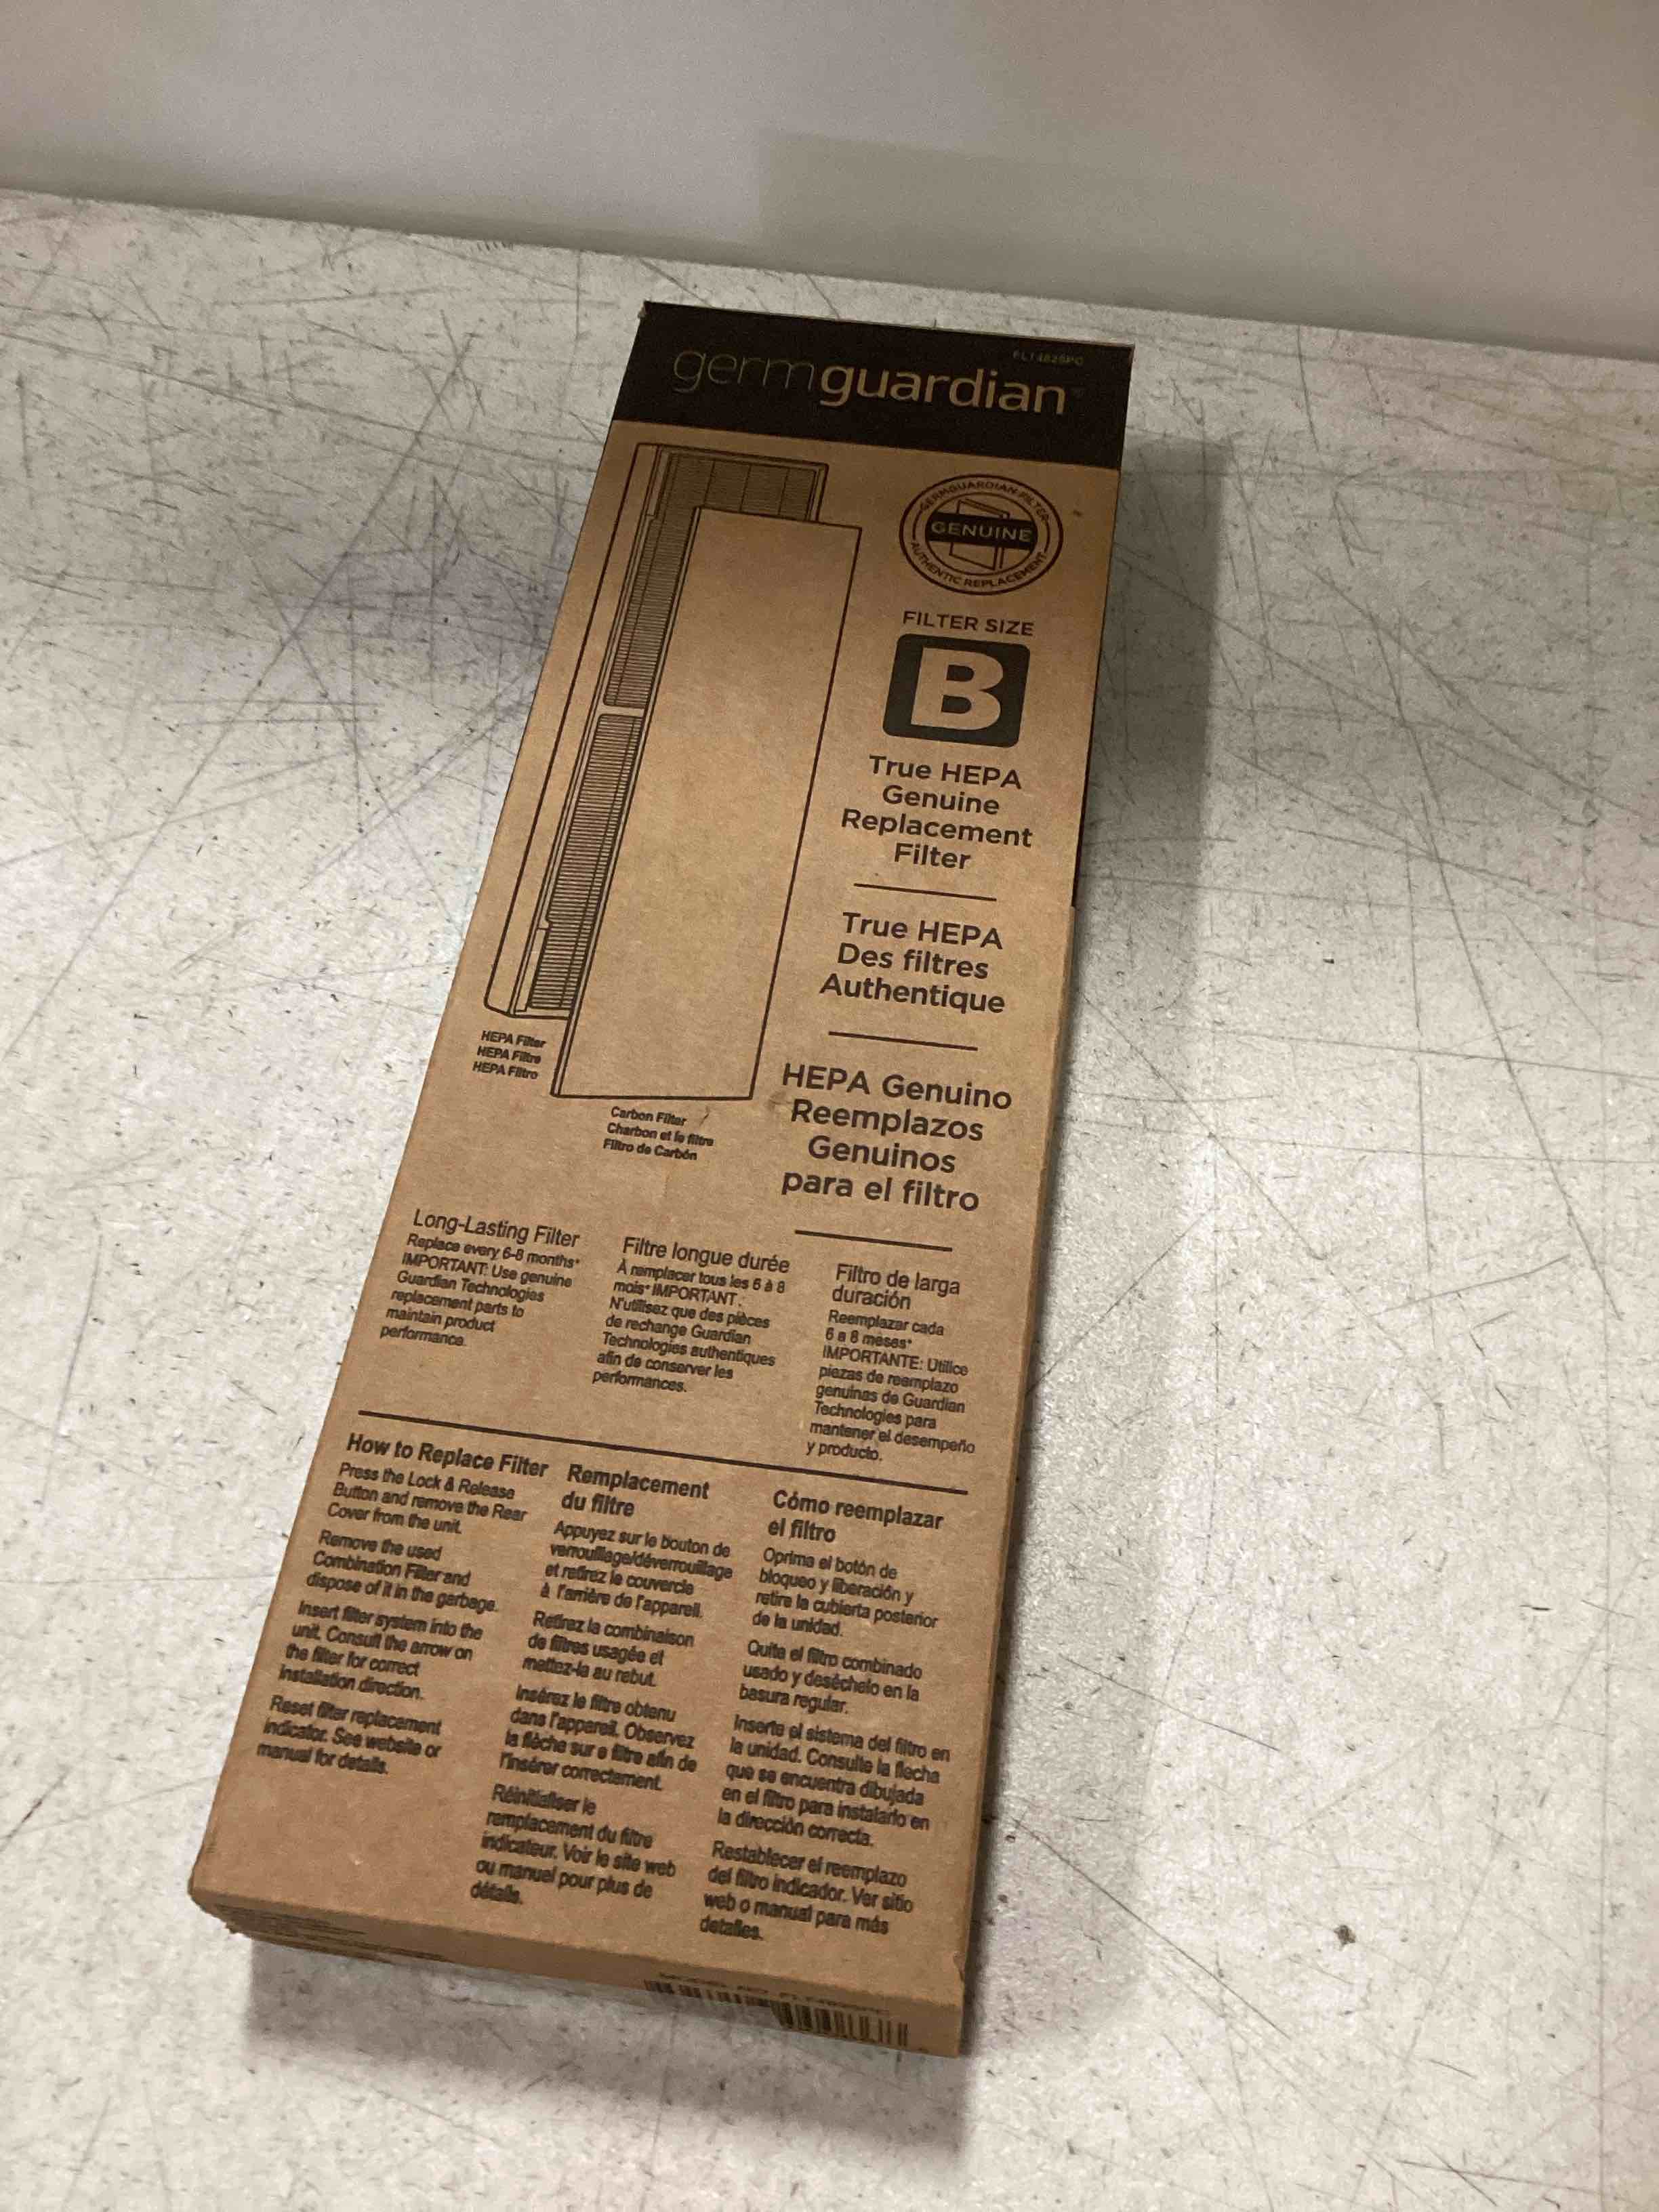 germguardian
GERMGUARDIAN FILTER
GENUINE
AUTHENTIC REPLACEMENT
FILTER SIZE
B
True HEPA
Genuine
Replacement
Filter
True HEPA
Des filtres
Authentique
HEPA Genuino
Reemplazos
Genuinos
para el filtro
HEPA Filter
HEPA Filtre
HEPA Filtro
Carbon Filter
Charbon et le filtre
Filtro de Carbón
Long-Lasting Filter
Replace every 6-8 months*
IMPORTANT: Use genuine
Guardian Technologies
replacement parts to
maintain product
performance.
Filtre longue durée
À remplacer tous les 6 à 8
mois* IMPORTANT.
N'utilisez que des pièces
de rechange Guardian
Technologies authentiques
afin de conserver les
performances.
Filtro de larga
duración
Reemplazar cada
6 a 8 meses*
IMPORTANTE: Utilice
piezas de reemplazo
genuinas de Guardian
Technologies para
mantener el desempeño
y producto.
How to Replace Filter
Press the Lock & Release
Button and remove the Rear
Cover from the unit.
Remove the used
Combination Filter and
dispose of it in the garbage.
Insert filter system into the
unit. Consult the arrow on
the filter for correct
installation direction.
Reset filter replacement
indicator. See website or
manual for details.
Remplacement
du filtre
Appuyez sur le bouton de
verrouillage/déverrouillage
et retirez le couvercle
à l'arrière de l'appareil.
Retirez la combinaison
de filtres usagée et
mettez-la au rebut.
Insérez le filtre obtenu
dans l'appareil. Observez
la flèche sur e filtre afin de
l'insérer correctement.
Réinitialiser le
remplacement du filtre
indicateur. Voir le site web
ou manuel pour plus de
détails.
Cómo reemplazar
el filtro
Oprima el botón de
bloqueo y liberación y
retire la cubierta posterior
de la unidad.
Quite el filtro combinado
usado y deséchelo en la
basura regular.
Inserte el sistema del filtro en
la unidad. Consulte la flecha
que se encuentra dibujada
en el filtro para instalarlo en
la dirección correcta.
Restablecer el reemplazo
del filtro indicador. Ver sitio
web o manual para más
detalles.